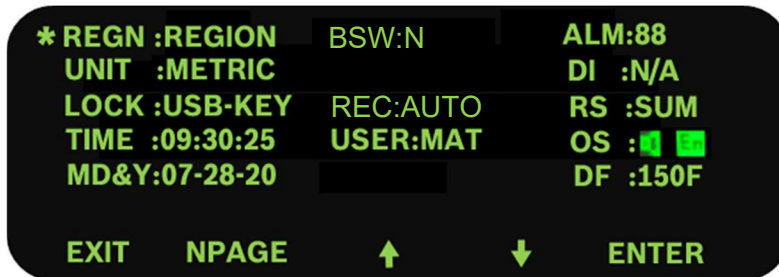 * REGN :REGION BSW:N ALM:88
UNIT :METRIC DI :N/A
LOCK :USB-KEY REC:AUTO RS :SUM
TIME :09:30:25 USER:MAT OS : En
MD&Y:07-28-20 DF :150F
EXIT NPAGE ↑ ↓ ENTER